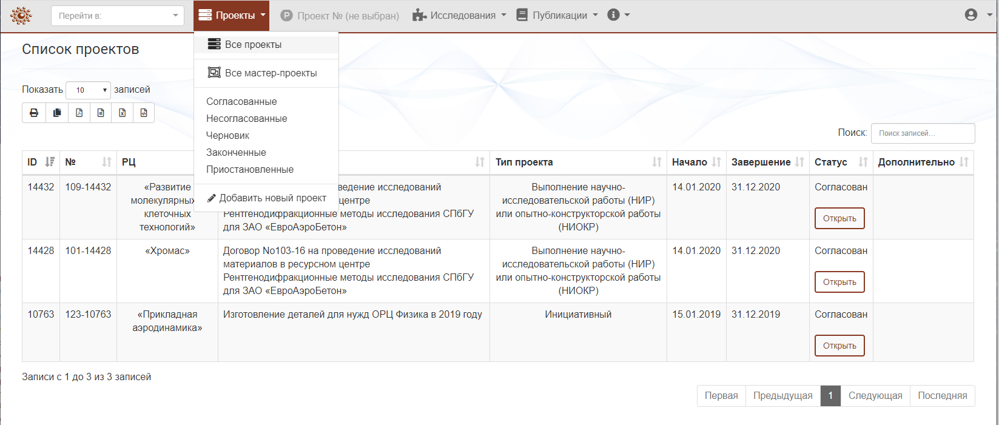 Перейти в:
Проекты
Проект № (не выбран)
Исследования
Публикации
Все проекты
Все мастер-проекты
Согласованные
Несогласованные
Черновик
Законченные
Приостановленные
Добавить новый проект
Список проектов
Показать 10 записей
Поиск: Поиск записей...
ID № РЦ Тип проекта Начало Завершение Статус Дополнительно
14432
109-14432
«Развитие
молекулярных
клеточных
технологий»
исследований
центре
Рентгенодифракционные методы исследования СПбГУ
для ЗАО «ЕвроАэроБетон»
Выполнение научно-
исследовательской работы (НИР)
или опытно-конструкторской работы
(НИОКР)
14.01.2020
31.12.2020
Согласован
Открыть
14428
101-14428
«Хромас»
Договор No103-16 на проведение исследований
материалов в ресурсном центре
Рентгенодифракционные методы исследования СПбГУ
для ЗАО «ЕвроАэроБетон»
Выполнение научно-
исследовательской работы (НИР)
или опытно-конструкторской работы
(НИОКР)
14.01.2020
31.12.2020
Согласован
Открыть
10763
123-10763
«Прикладная
аэродинамика»
Изготовление деталей для нужд ОРЦ Физика в 2019 году
Инициативный
15.01.2019
31.12.2019
Согласован
Открыть
Записи с 1 до 3 из 3 записей
Первая Предыдущая 1 Следующая Последняя